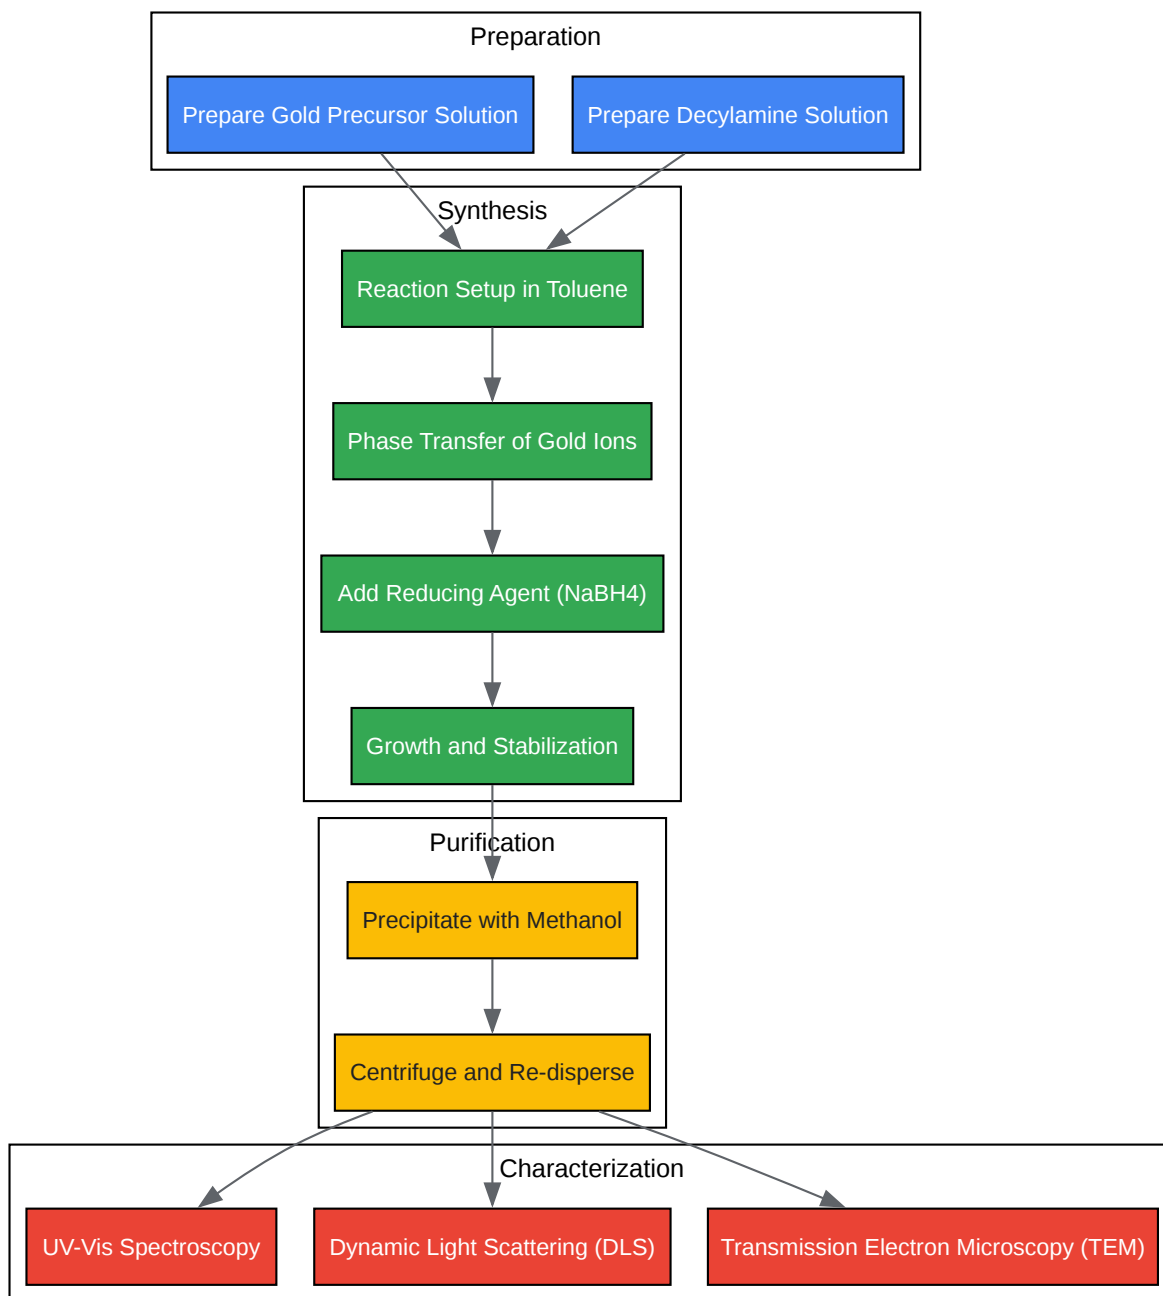 Preparation
Prepare Gold Precursor Solution
Prepare Decylamine Solution
Synthesis
Reaction Setup in Toluene
Phase Transfer of Gold Ions
Add Reducing Agent (NaBH4)
Growth and Stabilization
Purification
Precipitate with Methanol
Centrifuge and Re-disperse
Characterization
UV-Vis Spectroscopy
Dynamic Light Scattering (DLS)
Transmission Electron Microscopy (TEM)